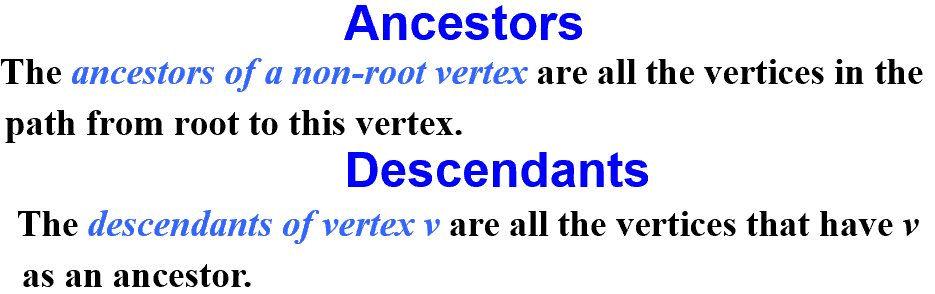 Ancestors
The ancestors of a non-root vertex are all the vertices in the
path from root to this vertex.
Descendants
The descendants of vertex v are all the vertices that have v
as an ancestor.